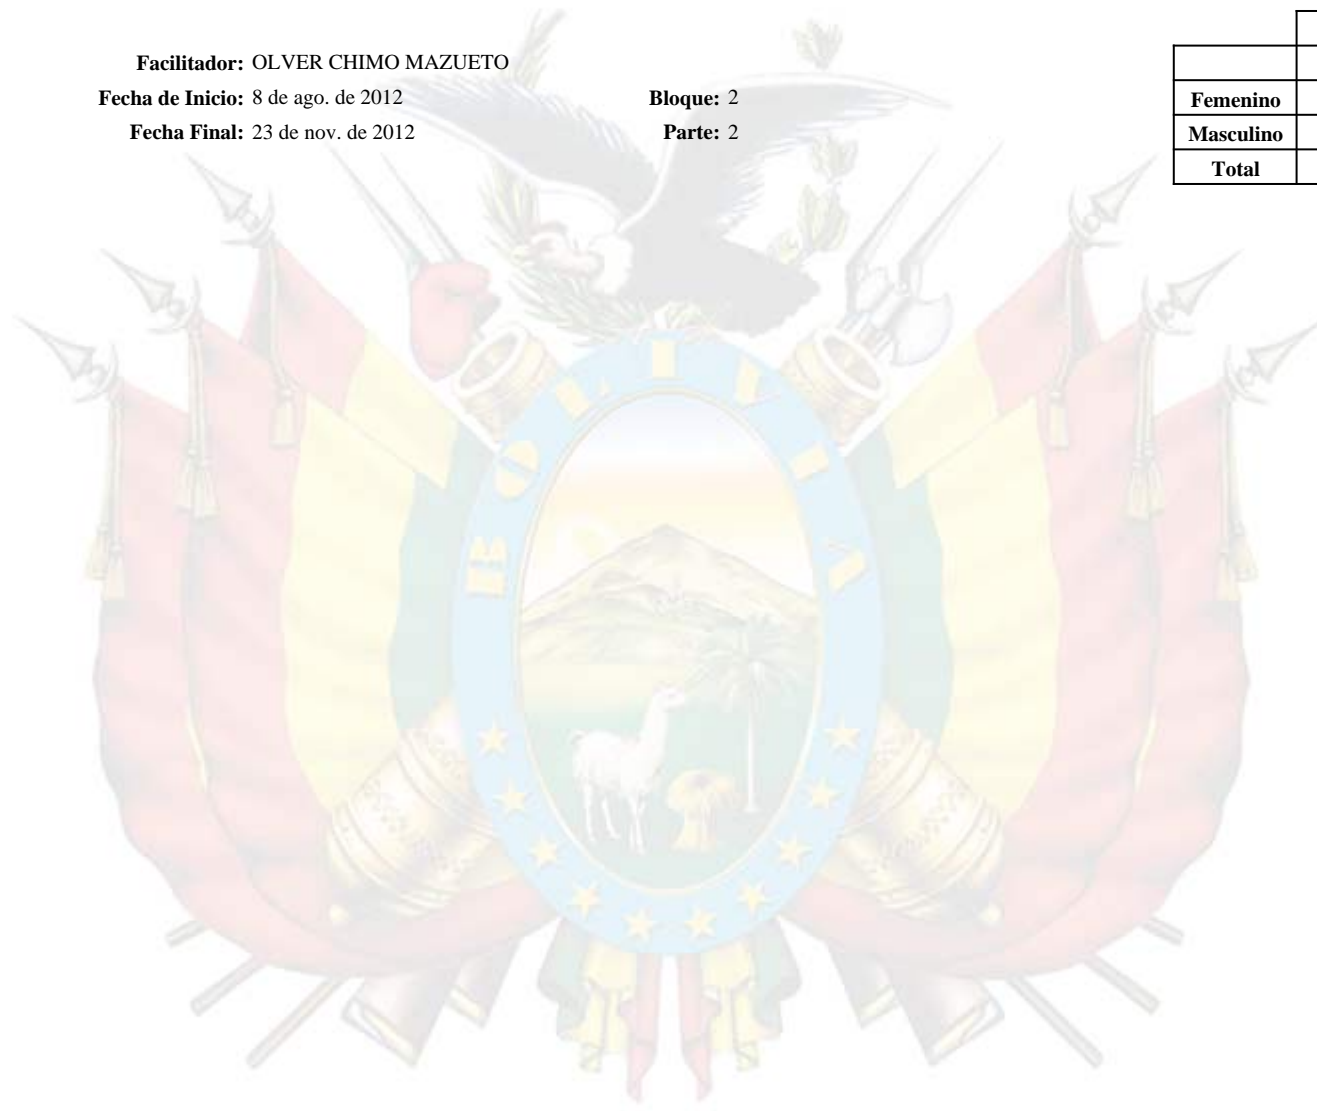 Facilitador: OLVER CHIMO MAZUETO
Fecha de Inicio: 8 de ago. de 2012 Bloque: 2
Fecha Final: 23 de nov. de 2012 Parte: 2
Femenino
Masculino
Total
BOLIVIA